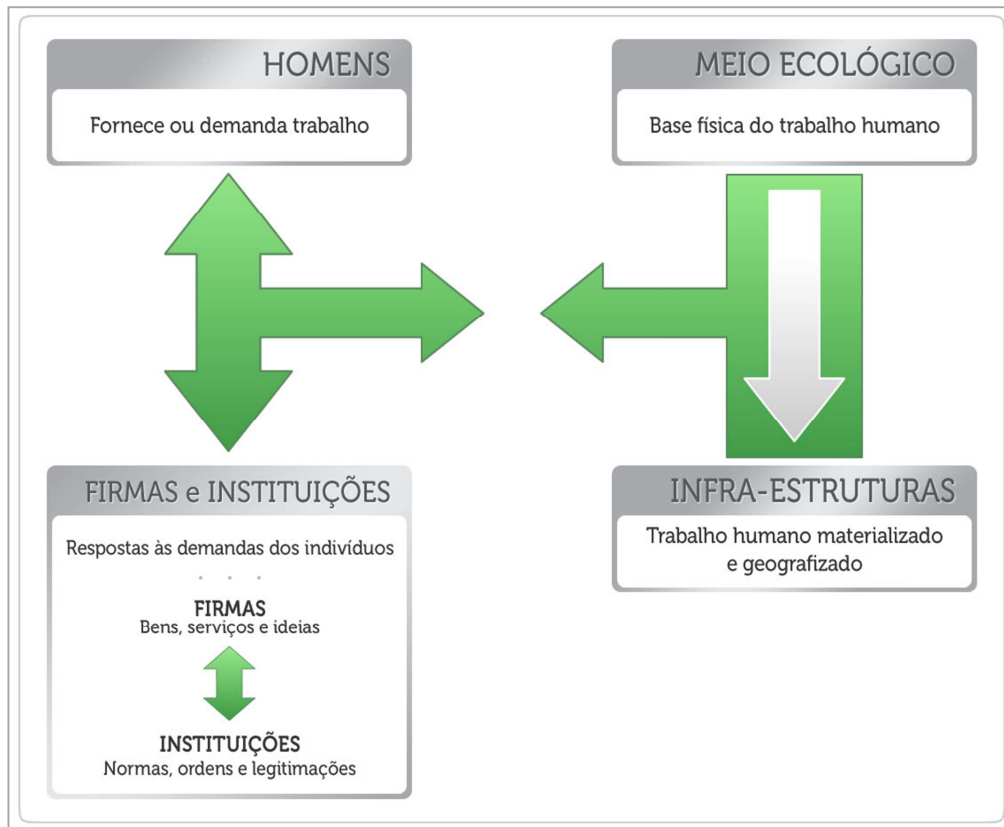 HOMENS
Fornece ou demanda trabalho
MEIO ECOLÓGICO
Base física do trabalho humano
FIRMAS e INSTITUIÇÕES
Respostas às demandas dos indivíduos
. . .
FIRMAS
Bens, serviços e ideias
INSTITUIÇÕES
Normas, ordens e legitimações
INFRA-ESTRUTURAS
Trabalho humano materializado
e geografizado